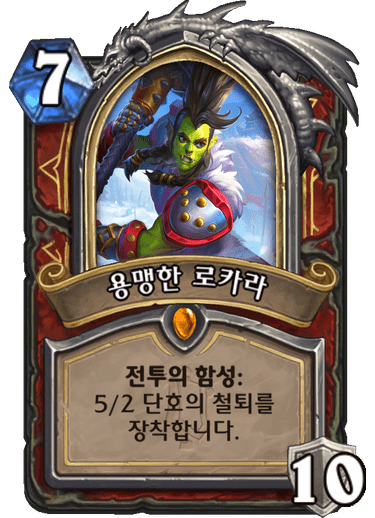 7
용맹한 로카라
전투의 함성:
5/2 단호의 철퇴를
장착합니다.
10